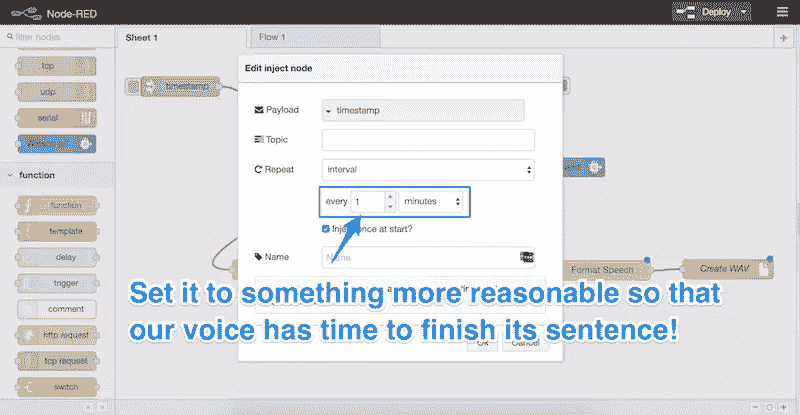 Node-RED
Deploy
filter nodes
Sheet 1
Flow 1
tcp
udp
serial
function
function
template
delay
trigger
comment
http request
tcp request
switch
timestamp
Edit inject node
Payload
timestamp
Topic
Repeat
interval
every 1 minutes
at start?
Name
Name
Format Speech
Create WAV
Set it to something more reasonable so that
our voice has time to finish its sentence!
Cancel